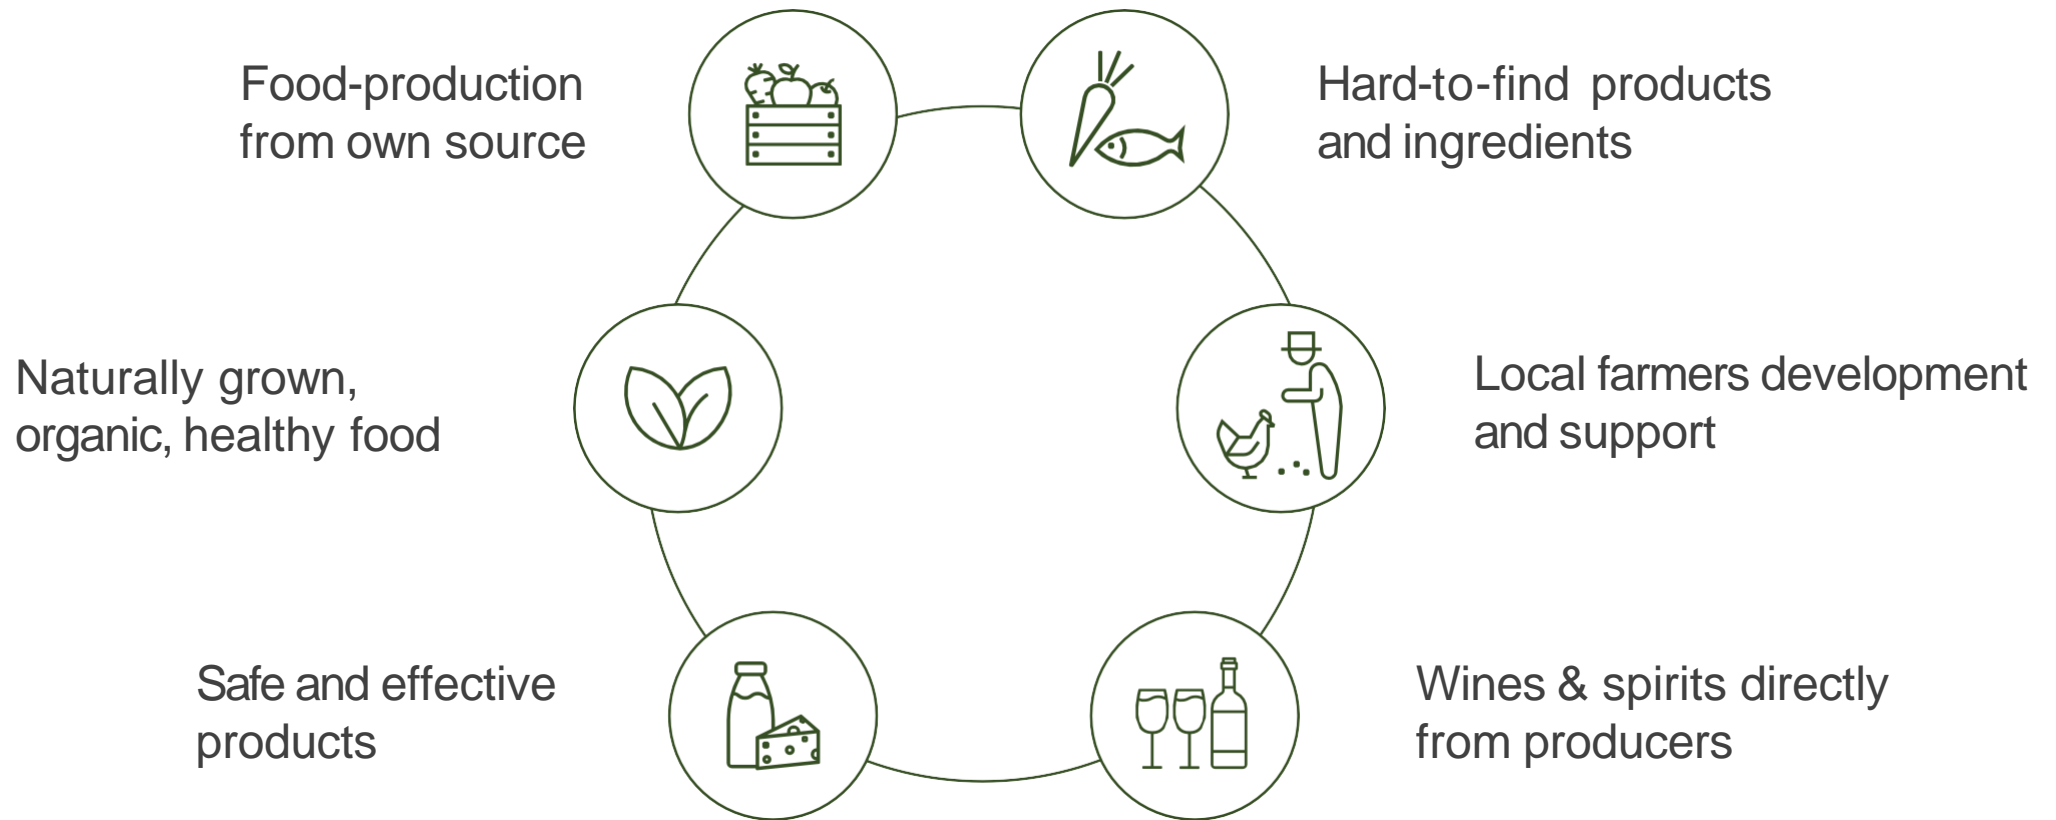 Food-production
from own source
Hard-to-find products
and ingredients
Naturally grown,
organic, healthy food
Local farmers development
and support
Safe and effective
products
Wines & spirits directly
from producers